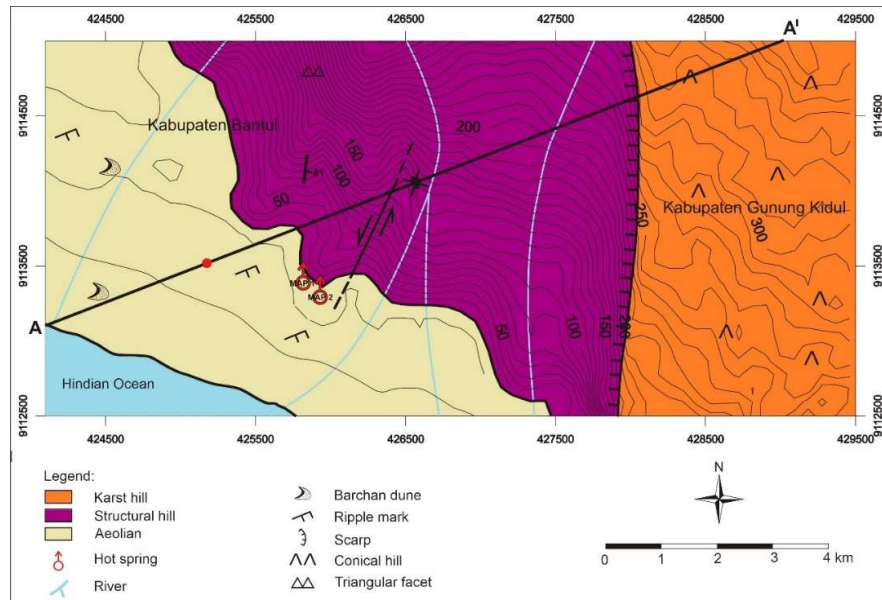 424500 425500 426500 427500 428500 429500
A'
9114500
9114500
Kabupaten Bantul
200
150
100
81
50
250
Kabupaten Gunung Kidul
300
9113500
9113500
MAP 1
MAP 2
A
50
100
150
200
Hindian Ocean
9112500
9112500
424500 425500 426500 427500 428500 429500
Legend:
Karst hill
Structural hill
Aeolian
Hot spring
River
Barchan dune
Ripple mark
Scarp
Conical hill
Triangular facet
N
0 1 2 3 4 km